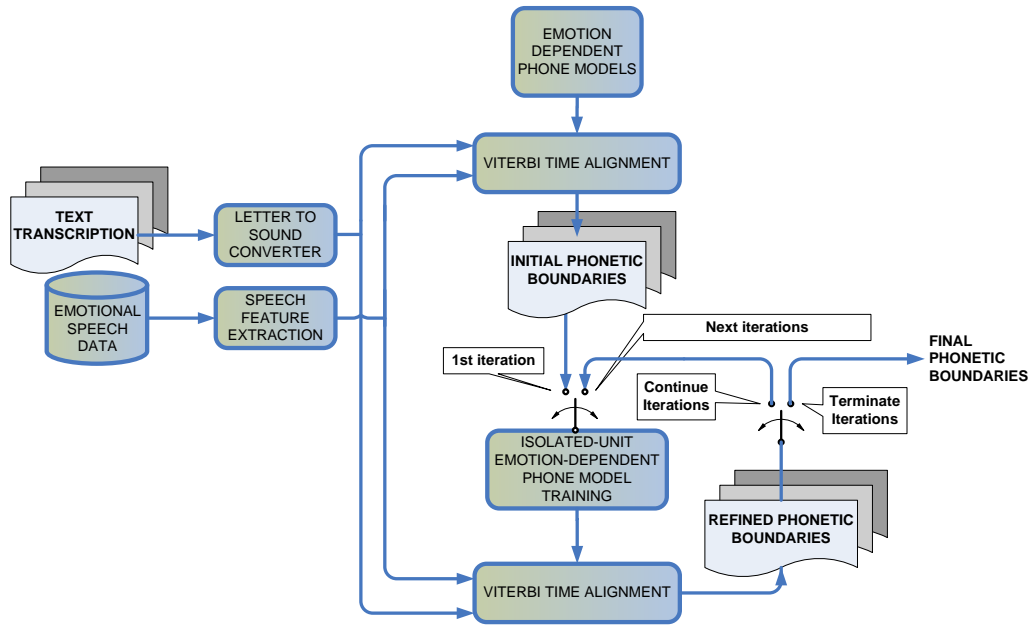 EMOTION
DEPENDENT
PHONE MODELS
VITERBI TIME ALIGNMENT
TEXT
TRANSCRIPTION
LETTER TO
SOUND
CONVERTER
EMOTIONAL
SPEECH
DATA
SPEECH
FEATURE
EXTRACTION
INITIAL PHONETIC
BOUNDARIES
1st iteration
Next iterations
Continue
Iterations
Terminate
Iterations
FINAL
PHONETIC
BOUNDARIES
ISOLATED-UNIT
EMOTION-DEPENDENT
PHONE MODEL
TRAINING
REFINED PHONETIC
BOUNDARIES
VITERBI TIME ALIGNMENT